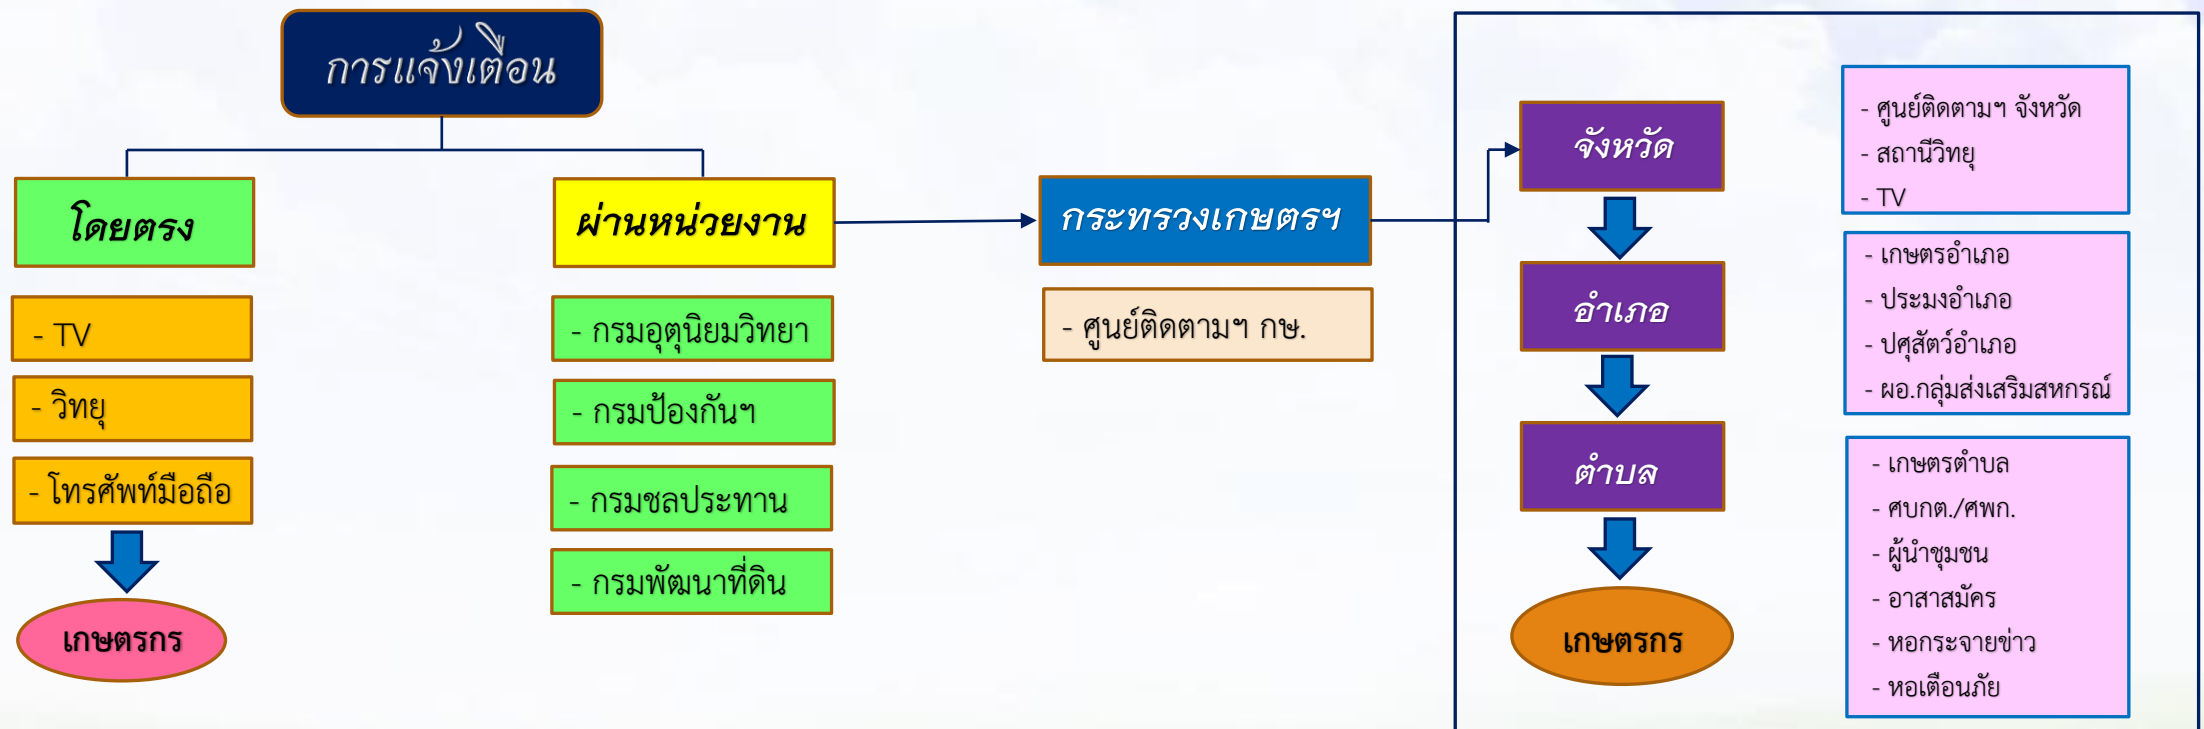 การแจ้งเตือน
โดยตรง
- TV
- วิทยุ
- โทรศัพท์มือถือ
เกษตรกร
ผ่านหน่วยงาน
- กรมอุตุนิยมวิทยา
- กรมป้องกันฯ
- กรมชลประทาน
- กรมพัฒนาที่ดิน
กระทรวงเกษตรฯ
- ศูนย์ติดตามฯ กษ.
จังหวัด
- ศูนย์ติดตามฯ จังหวัด
- สถานีวิทยุ
- TV
อำเภอ
- เกษตรอำเภอ
- ประมงอำเภอ
- ปศุสัตว์อำเภอ
- ผอ.กลุ่มส่งเสริมสหกรณ์
ตำบล
- เกษตรตำบล
- ศบกต./ศพก.
- ผู้นำชุมชน
- อาสาสมัคร
- หอกระจายข่าว
- หอเตือนภัย
เกษตรกร